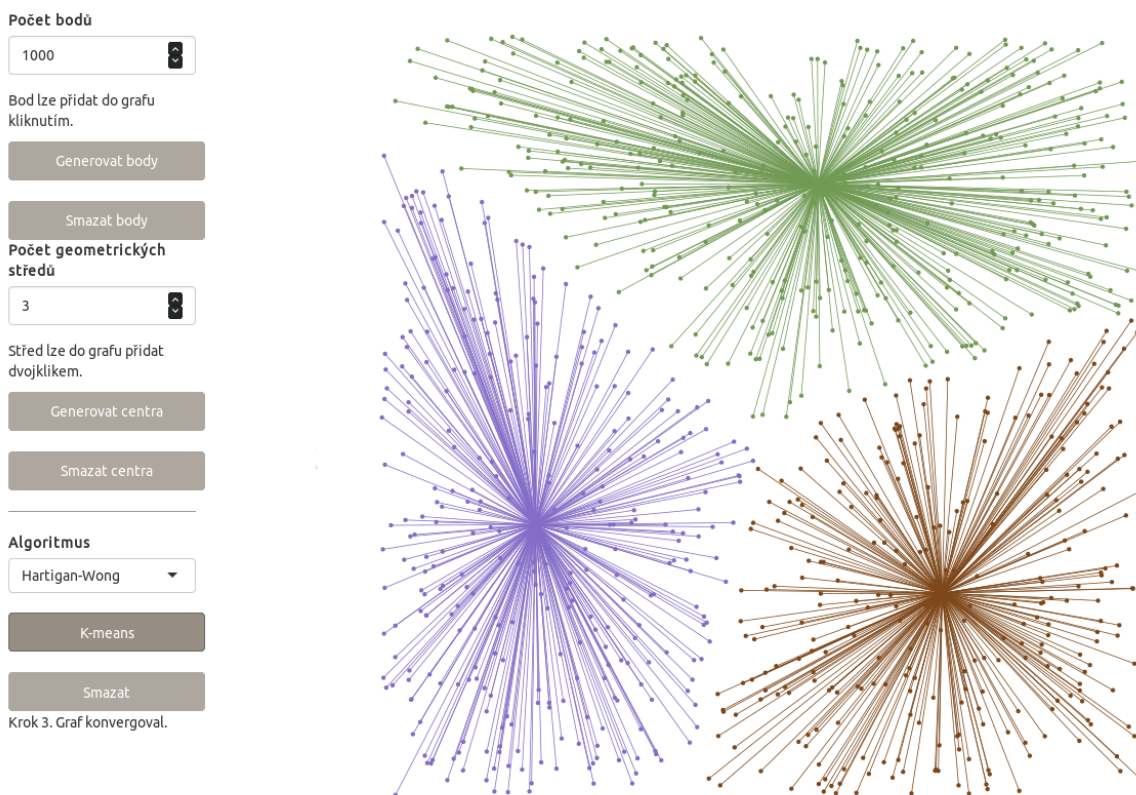 Počet bodů
1000
Bod lze přidat do grafu
kliknutím.
Generovat body
Smazat body
Počet geometrických
středů
3
Střed lze do grafu přidat
dvojklikem.
Generovat centra
Smazat centra
Algoritmus
Hartigan-Wong
K-means
Smazat
Krok 3. Graf konvergoval.